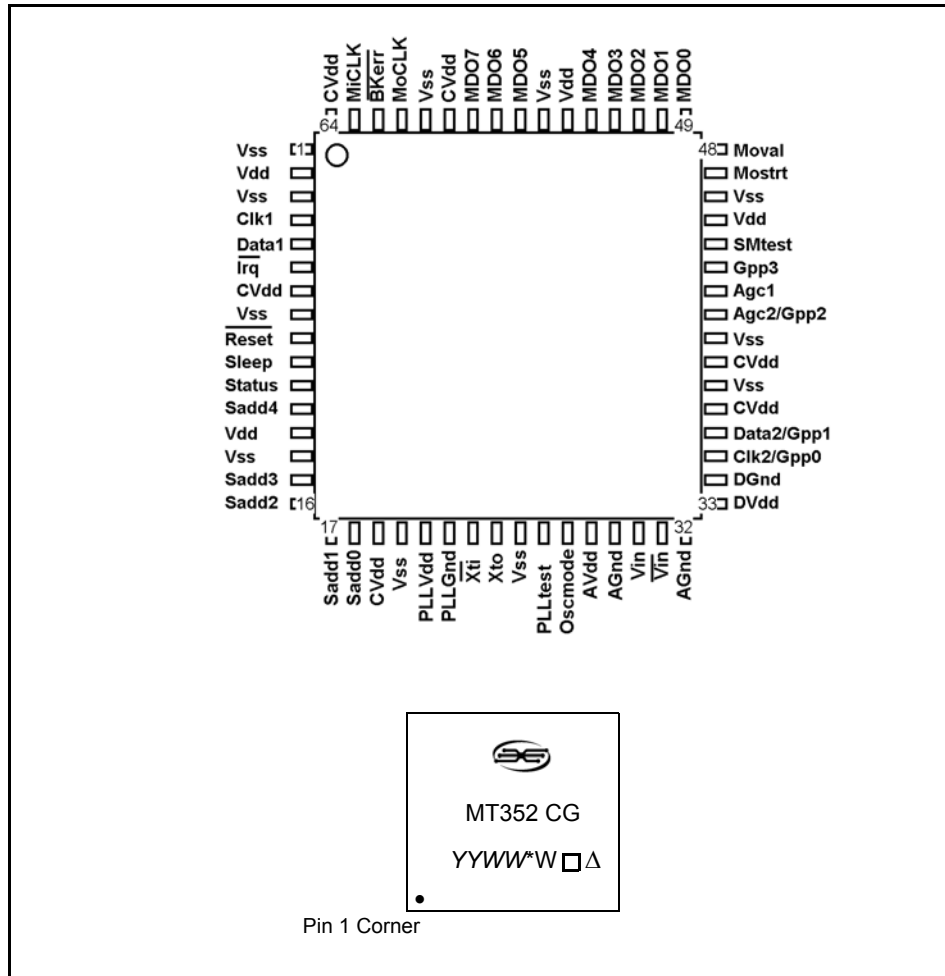 CVdd MiCLK BKerr MoCLK Vss CVdd MDO7 MDO6 MDO5 Vss Vdd MDO4 MDO3 MDO2 MDO1 MDO0
64 49
Vss 1 48 Moval
Vdd Mostrt
Vss Vss
Clk1 Vdd
Data1 SMtest
Irq Gpp3
CVdd Agc1
Vss Agc2/Gpp2
Reset Vss
Sleep CVdd
Status Vss
Sadd4 CVdd
Vdd Data2/Gpp1
Vss Clk2/Gpp0
Sadd3 DGnd
Sadd2 16 33 DVdd
17 32
Sadd1 Sadd0 CVdd Vss PLLVdd PLLGnd Xti Xto Vss PLLtest Oscmode AVdd AGnd Vin Vin AGnd
MT352 CG
YYWW*W □ Δ
Pin 1 Corner